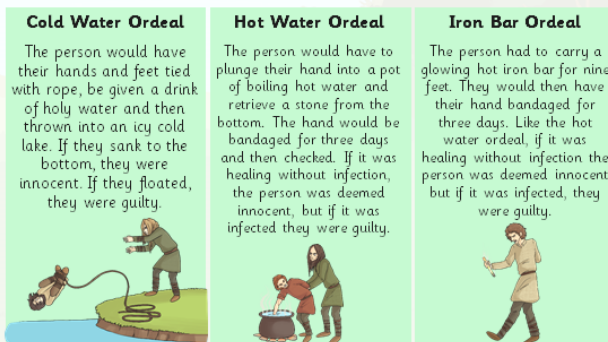 Cold Water Ordeal
The person would have
their hands and feet tied
with rope, be given a drink
of holy water and then
thrown into an icy cold
lake. If they sank to the
bottom, they were
innocent. If they floated,
they were guilty.
Hot Water Ordeal
The person would have to
plunge their hand into a pot
of boiling hot water and
retrieve a stone from the
bottom. The hand would be
bandaged for three days
and then checked. If it was
healing without infection,
the person was deemed
innocent, but if it was
infected they were guilty.
Iron Bar Ordeal
The person had to carry a
glowing hot iron bar for nine
feet. They would then have
their hand bandaged for
three days. Like the hot
water ordeal, if it was
healing without infection the
person was deemed innocent
but if it was infected, they
were guilty.